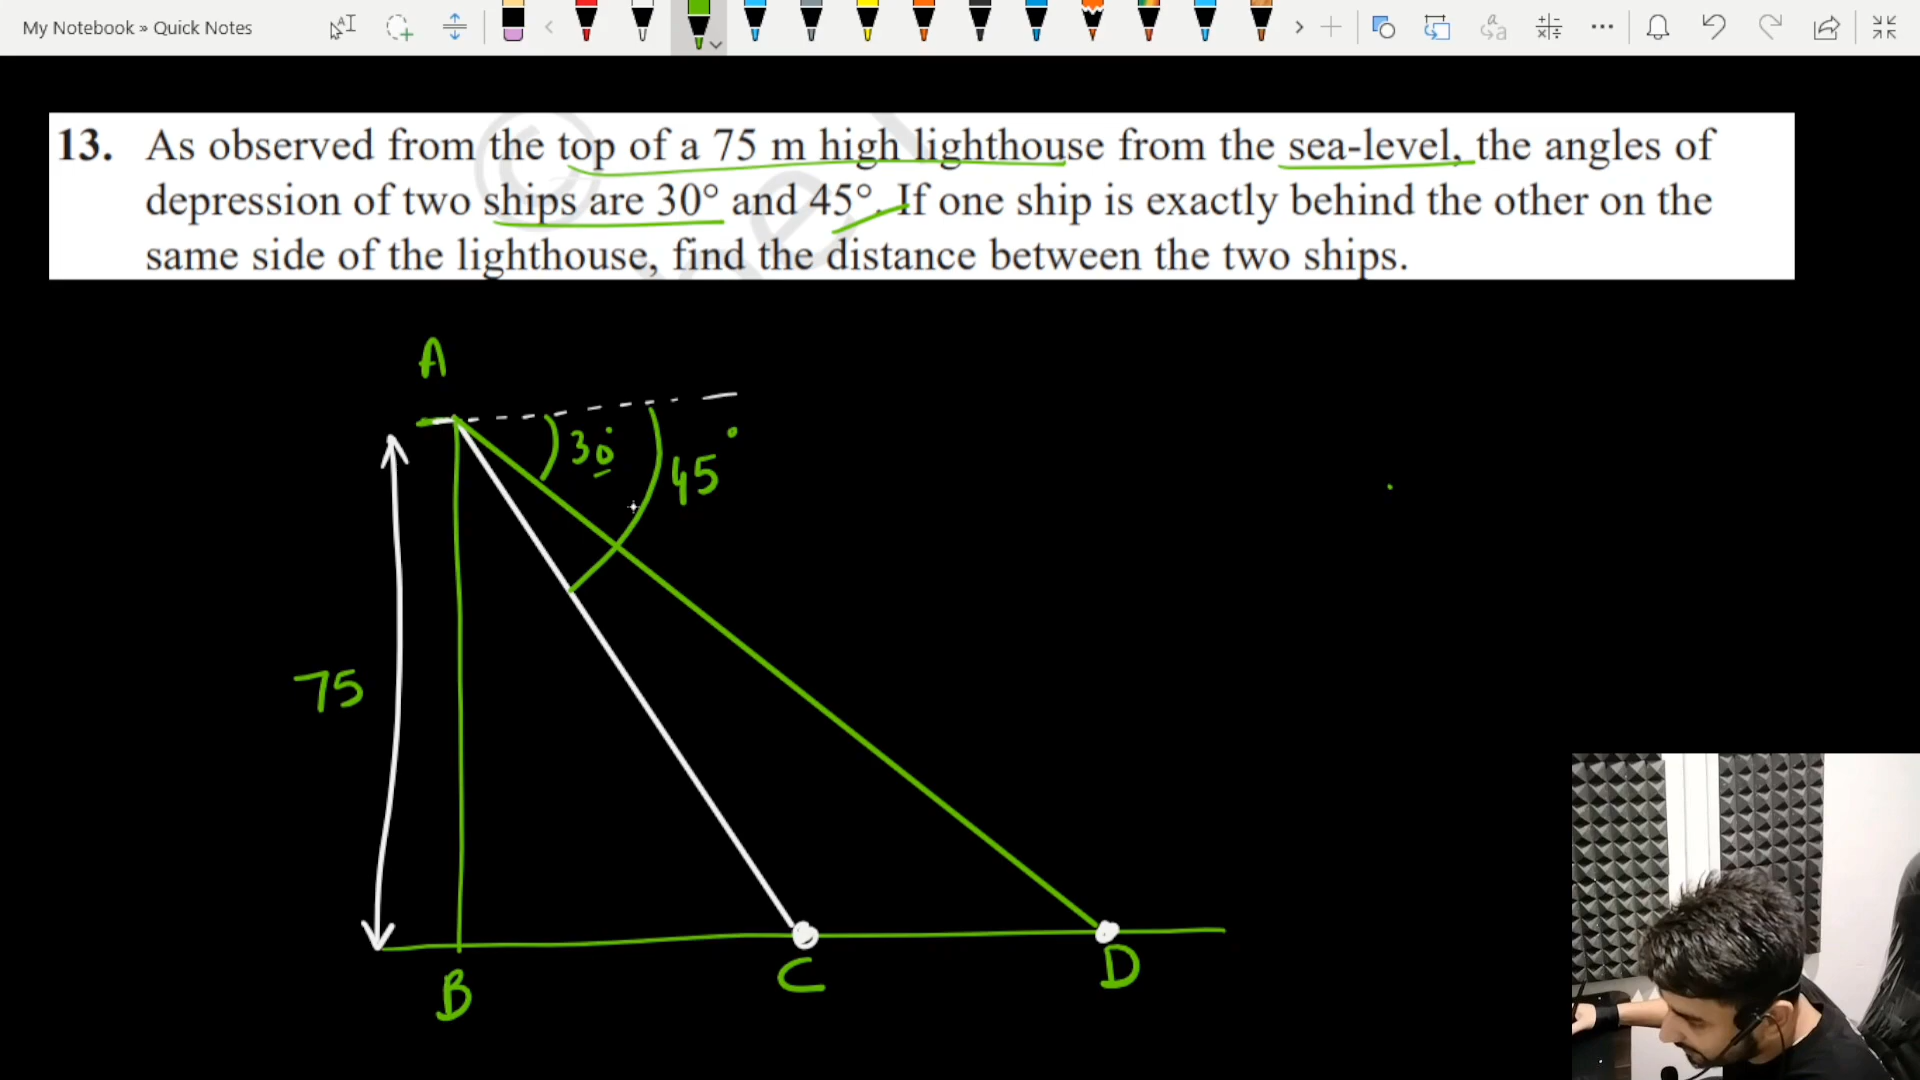 My Notebook » Quick Notes
13. As observed from the top of a 75 m high lighthouse from the sea-level, the angles of
depression of two ships are 30° and 45°. If one ship is exactly behind the other on the
same side of the lighthouse, find the distance between the two ships.
A
30°
45°
75
B
C
D